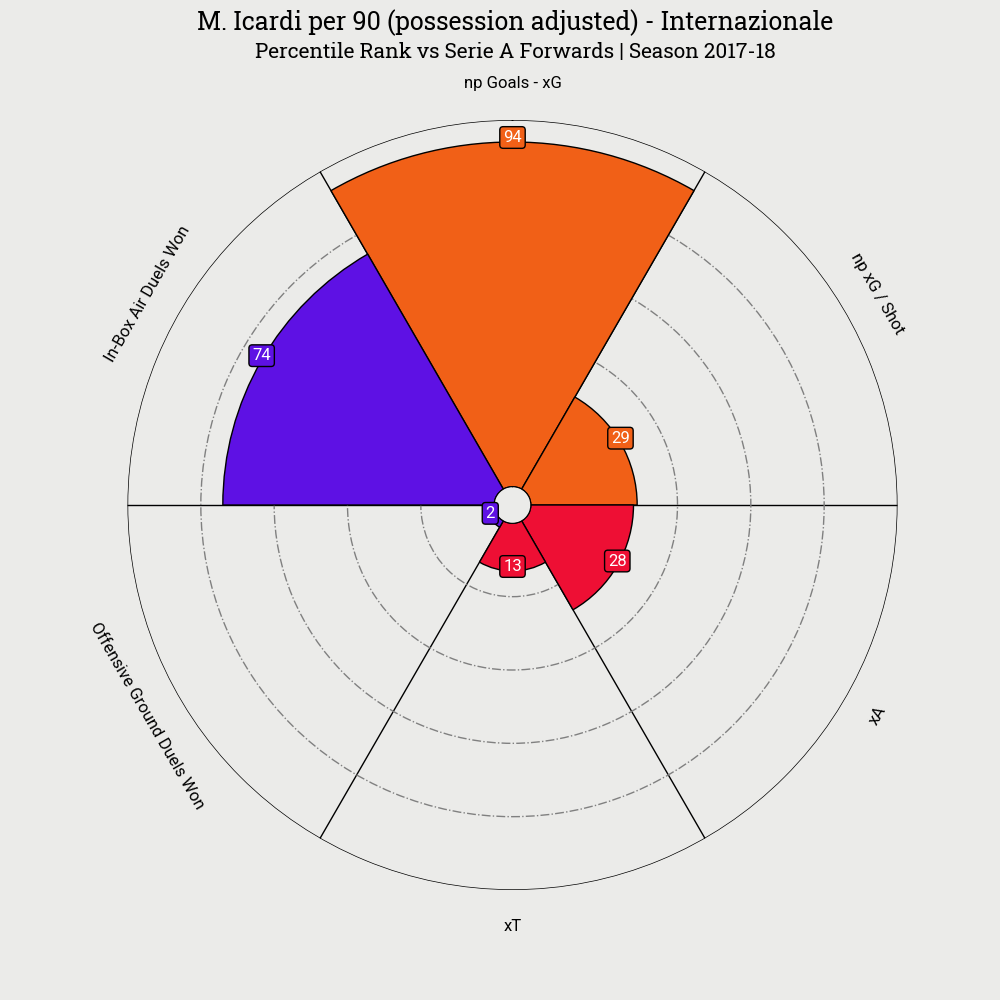 M. Icardi per 90 (possession adjusted) - Internazionale
Percentile Rank vs Serie A Forwards | Season 2017-18
np Goals - xG
94
np xG / Shot
29
In-Box Air Duels Won
74
2
13
28
Offensive Ground Duels Won
xA
xT